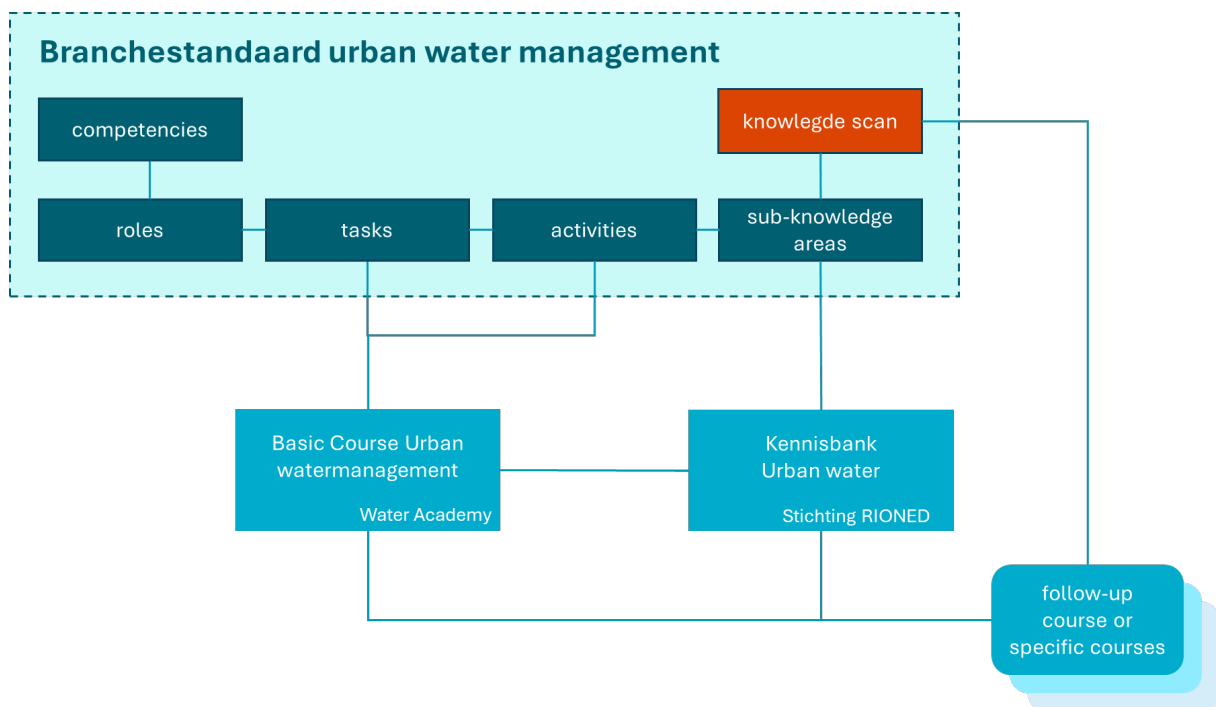 Branchestandaard urban water management
competencies
knowlegde scan
roles
tasks
activities
sub-knowledge
areas
Basic Course Urban
watermanagement
Water Academy
Kennisbank
Urban water
Stichting RIONED
follow-up
course or
specific courses